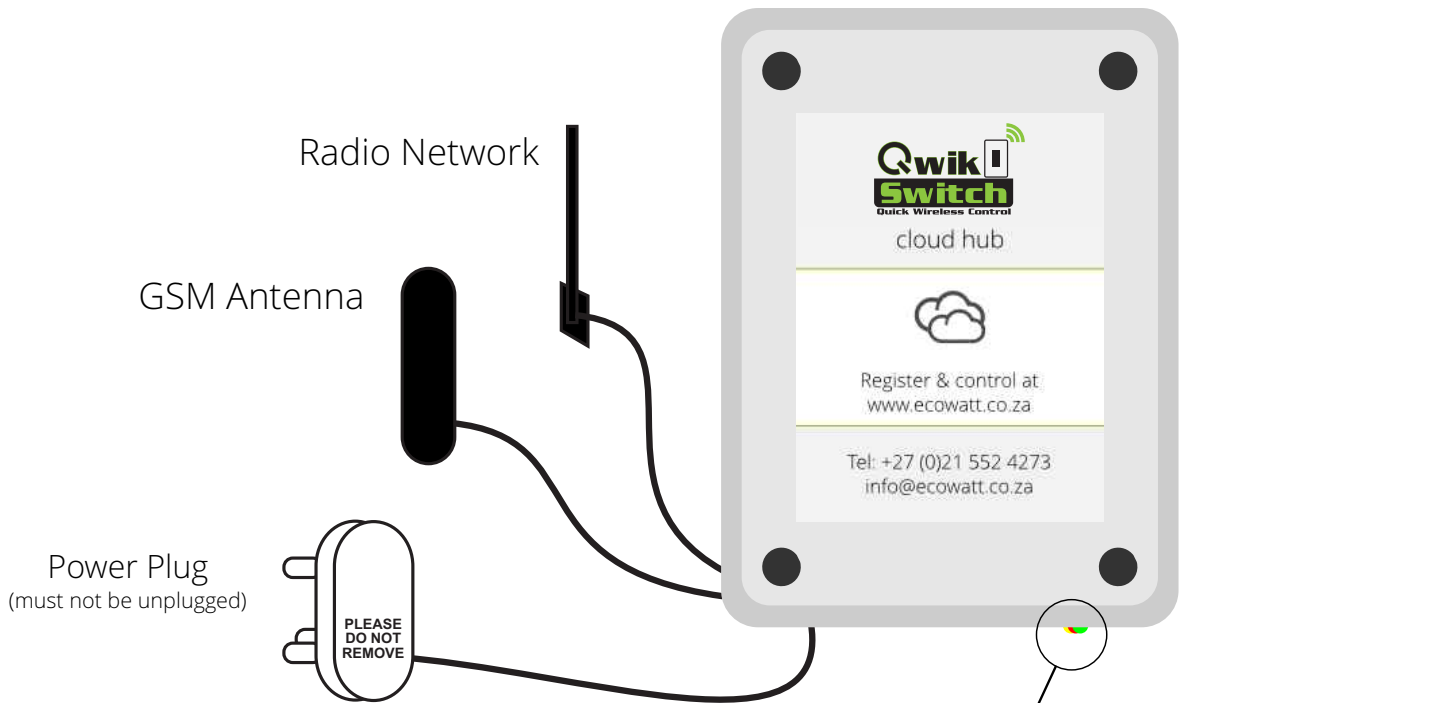 Radio Network
GSM Antenna
Power Plug
(must not be unplugged)
PLEASE
DO NOT
REMOVE
Qwik
Switch
Quick Wireless Control
cloud hub
Register & control at
www.ecowatt.co.za
Tel: +27 (0)21 552 4273
info@ecowatt.co.za